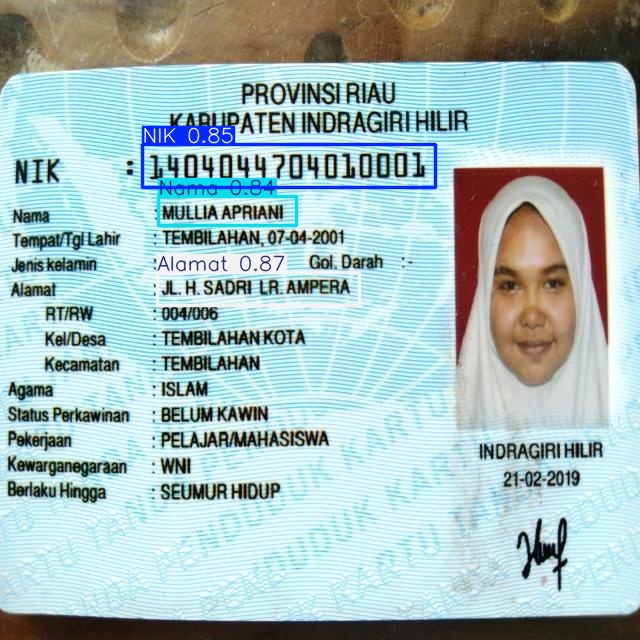 PROVINSI RIAU
KABUPATEN INDRAGIRI HILIR
NIK 0.85
NIK : 1404044704010001
Nama 0.84
Nama : MULLIA APRIANI
Tempat/Tgl Lahir : TEMBILAHAN, 07-04-2001
Alamat 0.87
Jenis kelamin : Gol. Darah :-
Alamat : JL. H. SADRI LR. AMPERA
RT/RW : 004/006
Kel/Desa : TEMBILAHAN KOTA
Kecamatan : TEMBILAHAN
Agama : ISLAM
Status Perkawinan : BELUM KAWIN
Pekerjaan : PELAJAR/MAHASISWA
Kewarganegaraan : WNI
Berlaku Hingga : SEUMUR HIDUP
INDRAGIRI HILIR
21-02-2019